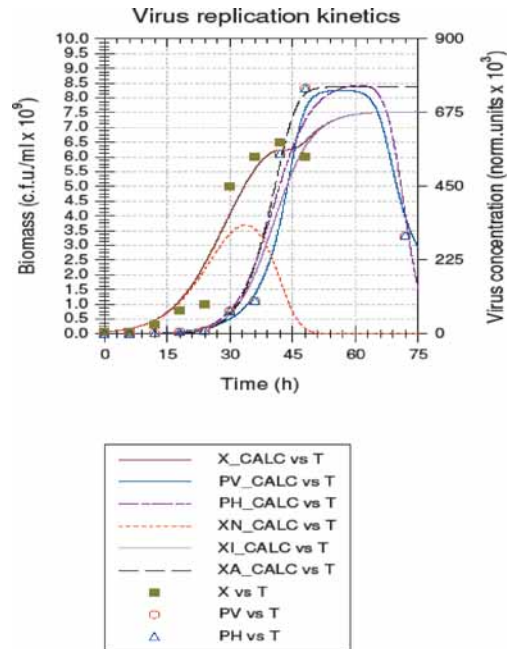 Virus replication kinetics
10.0
9.5
9.0
8.5
8.0
7.5
7.0
6.5
6.0
5.5
5.0
4.5
4.0
3.5
3.0
2.5
2.0
1.5
1.0
0.5
0.0
Biomass (c.f.u./ml x 10⁹)
900
675
450
225
0
Virus concentration (norm.units x 10³)
0 15 30 45 60 75
Time (h)
X_CALC vs T
PV_CALC vs T
PH_CALC vs T
XN_CALC vs T
XI_CALC vs T
XA_CALC vs T
X vs T
PV vs T
PH vs T